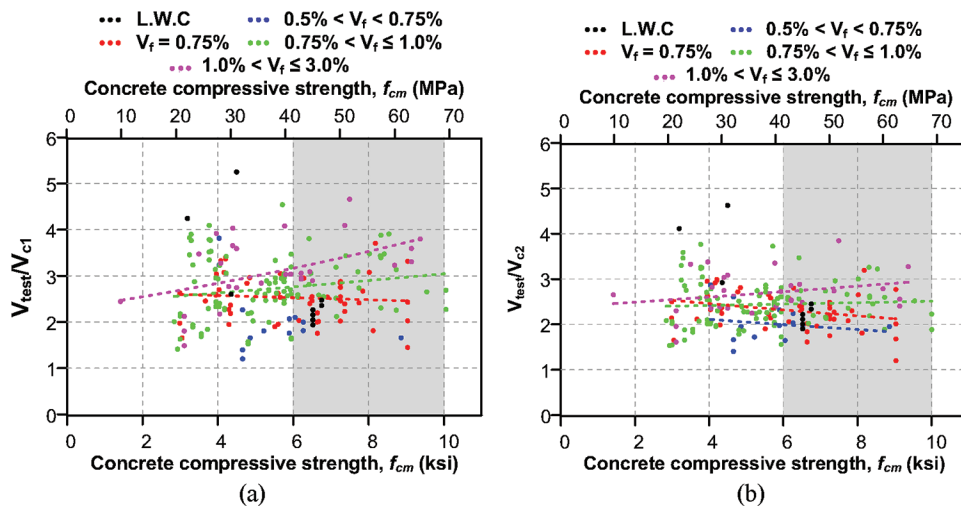 L.W.C
0.5% < Vf < 0.75%
Vf = 0.75%
0.75% < Vf ≤ 1.0%
1.0% < Vf ≤ 3.0%
Concrete compressive strength, fcm (MPa)
0 10 20 30 40 50 60 70
6
5
4
3
2
1
0
Vtest/Vc1
0 2 4 6 8 10
Concrete compressive strength, fcm (ksi)
(a)
L.W.C
0.5% < Vf < 0.75%
Vf = 0.75%
0.75% < Vf ≤ 1.0%
1.0% < Vf ≤ 3.0%
Concrete compressive strength, fcm (MPa)
0 10 20 30 40 50 60 70
6
5
4
3
2
1
0
Vtest/Vc2
0 2 4 6 8 10
Concrete compressive strength, fcm (ksi)
(b)